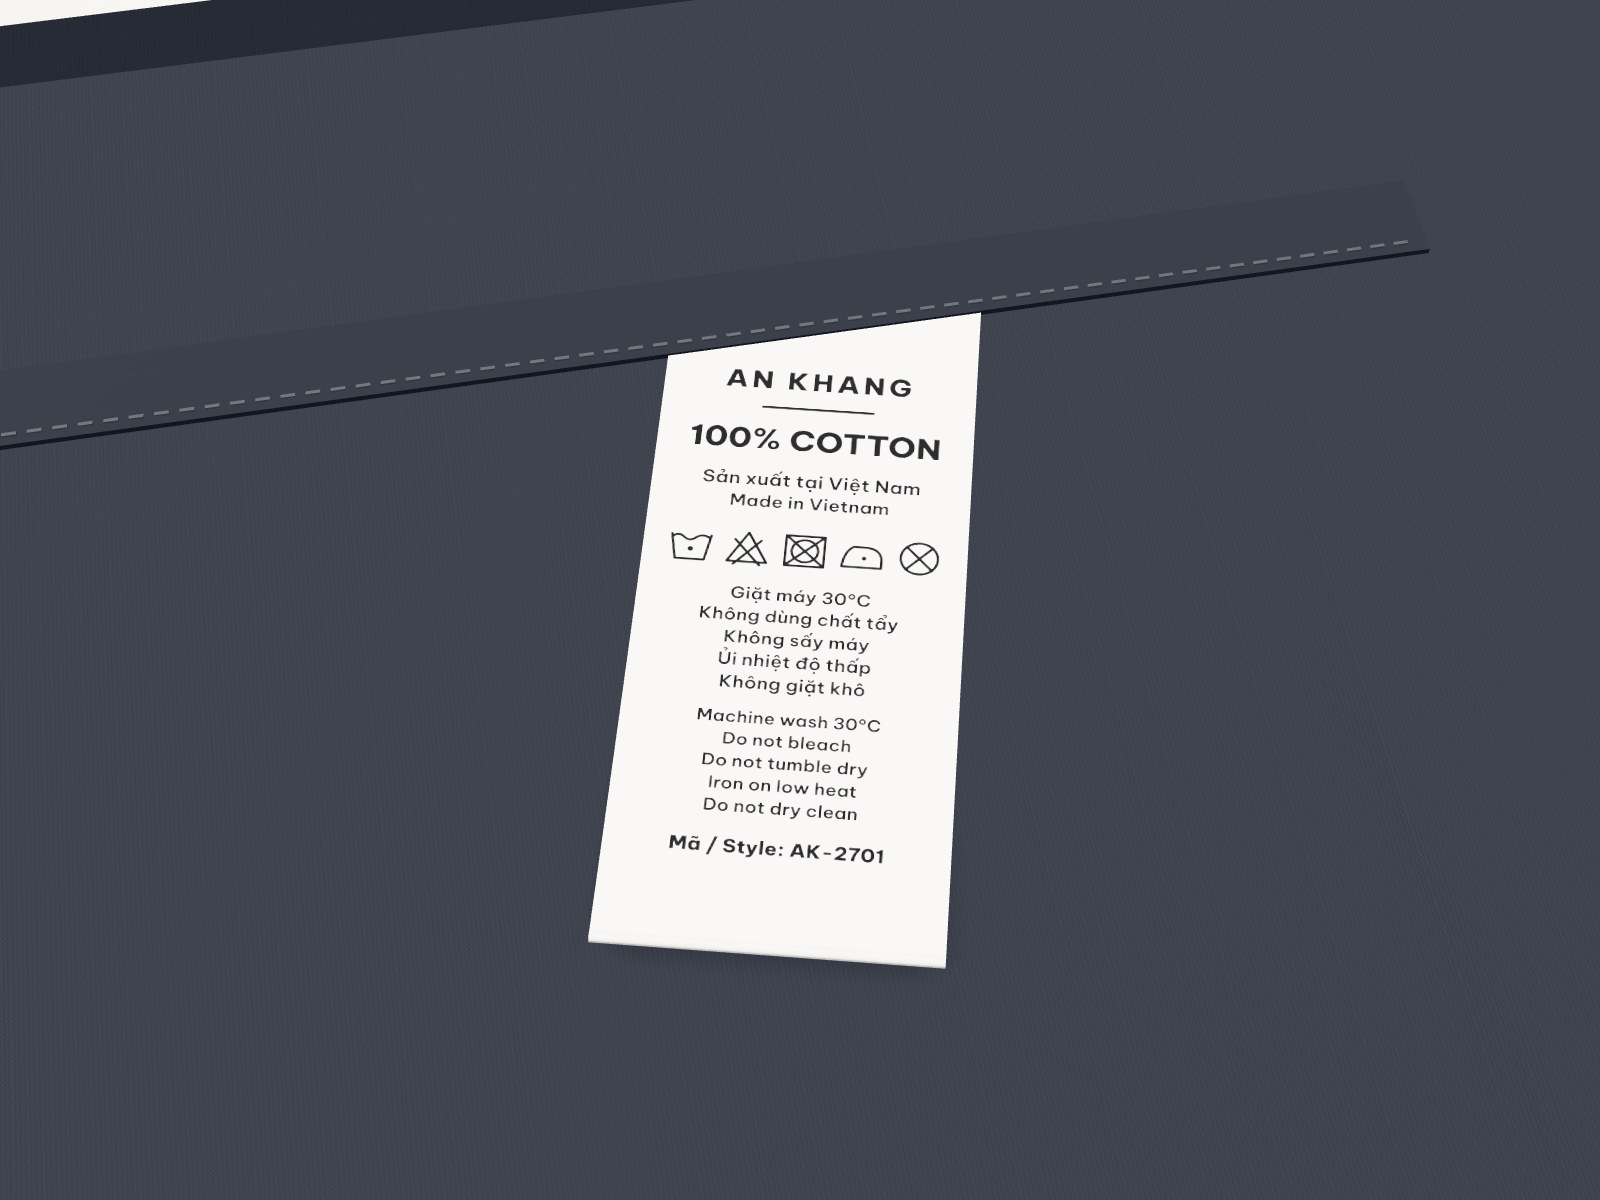 AN KHANG
100% COTTON
Sản xuất tại Việt Nam
Made in Vietnam
Giặt máy 30°C
Không dùng chất tẩy
Không sấy máy
Ủi nhiệt độ thấp
Không giặt khô
Machine wash 30°C
Do not bleach
Do not tumble dry
Iron on low heat
Do not dry clean
Mã / Style: AK-2701